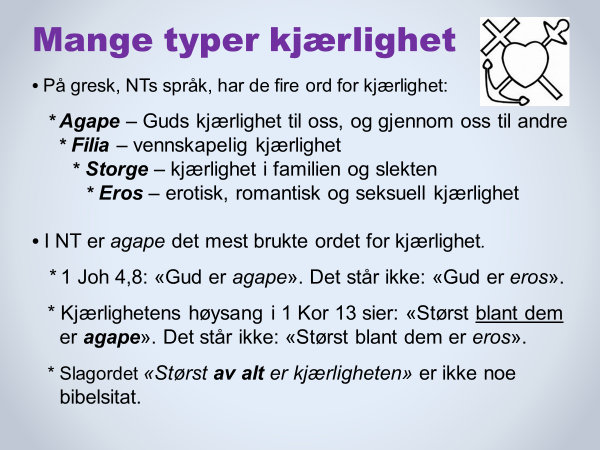 Mange typer kjærlighet
• På gresk, NTs språk, har de fire ord for kjærlighet:
* Agape – Guds kjærlighet til oss, og gjennom oss til andre
* Filia – vennskapelig kjærlighet
* Storge – kjærlighet i familien og slekten
* Eros – erotisk, romantisk og seksuell kjærlighet
• I NT er agape det mest brukte ordet for kjærlighet.
* 1 Joh 4,8: «Gud er agape». Det står ikke: «Gud er eros».
* Kjærlighetens høysang i 1 Kor 13 sier: «Størst blant dem
er agape». Det står ikke: «Størst blant dem er eros».
* Slagordet «Størst av alt er kjærligheten» er ikke noe
bibelsitat.